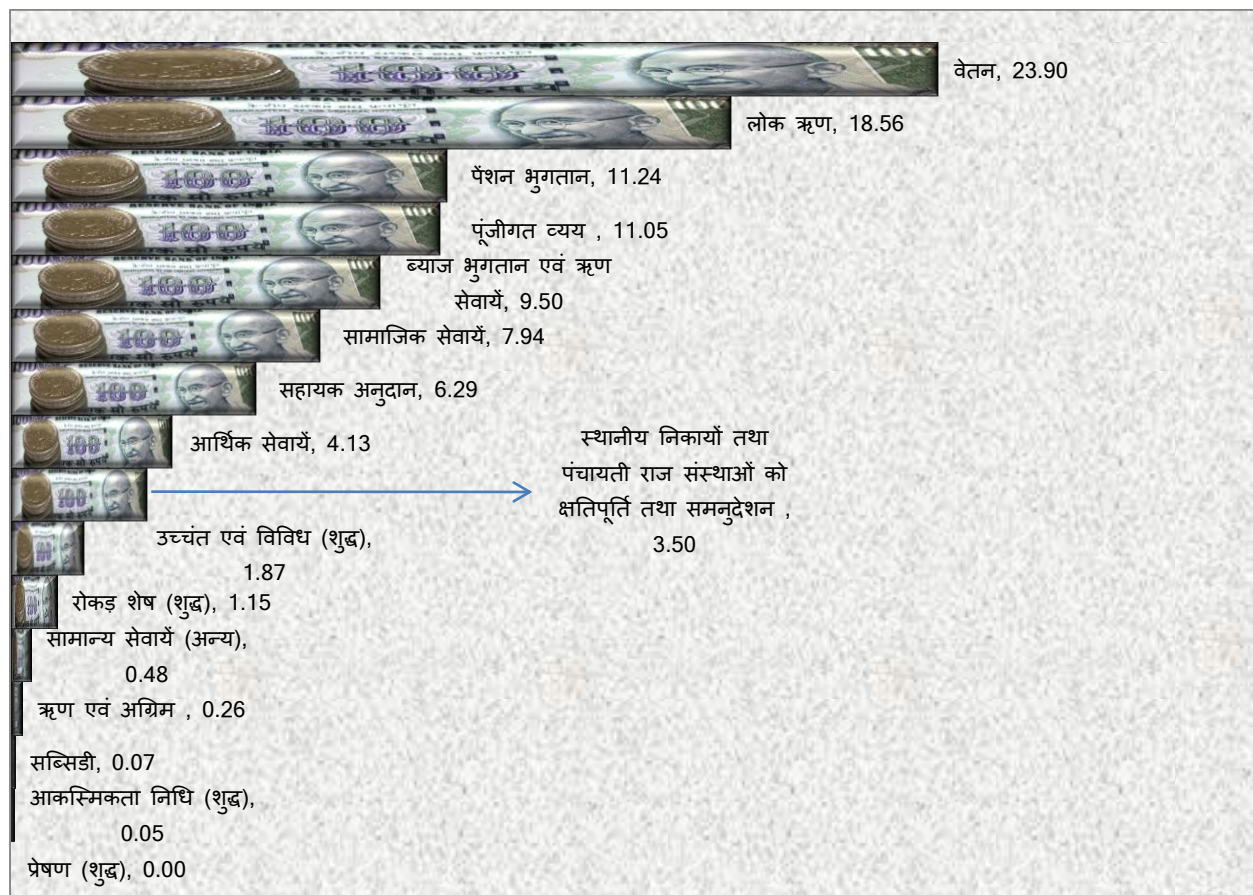 वेतन, 23.90
लोक ऋण, 18.56
पेंशन भुगतान, 11.24
पूंजीगत व्यय , 11.05
ब्याज भुगतान एवं ऋण
सेवायें, 9.50
सामाजिक सेवायें, 7.94
सहायक अनुदान, 6.29
आर्थिक सेवायें, 4.13
स्थानीय निकायों तथा
पंचायती राज संस्थाओं को
क्षतिपूर्ति तथा समनुदेशन ,
3.50
उच्चंत एवं विविध (शुद्ध),
1.87
रोकड़ शेष (शुद्ध), 1.15
सामान्य सेवायें (अन्य),
0.48
ऋण एवं अग्रिम , 0.26
सब्सिडी, 0.07
आकस्मिकता निधि (शुद्ध),
0.05
प्रेषण (शुद्ध), 0.00